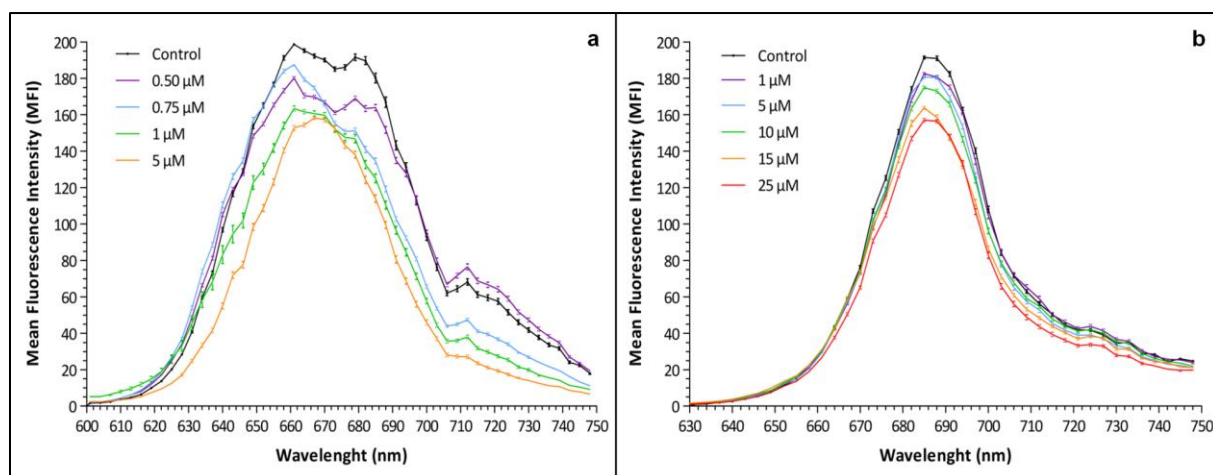 a
Mean Fluorescence Intensity (MFI)
200
180
160
140
120
100
80
60
40
20
0
Control
0.50 µM
0.75 µM
1 µM
5 µM
600 610 620 630 640 650 660 670 680 690 700 710 720 730 740 750
Wavelenght (nm)
b
Mean Fluorescence Intensity (MFI)
200
180
160
140
120
100
80
60
40
20
0
Control
1 µM
5 µM
10 µM
15 µM
25 µM
630 640 650 660 670 680 690 700 710 720 730 740 750
Wavelenght (nm)